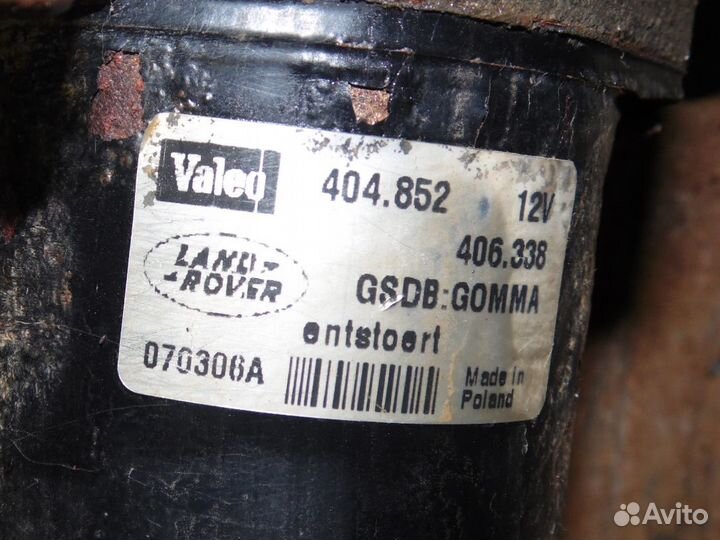 Valeo 404.852 12V
406.338
LAND ROVER
GSDB:GOMMA
entstoert
070306A
Made in
Poland
Avito